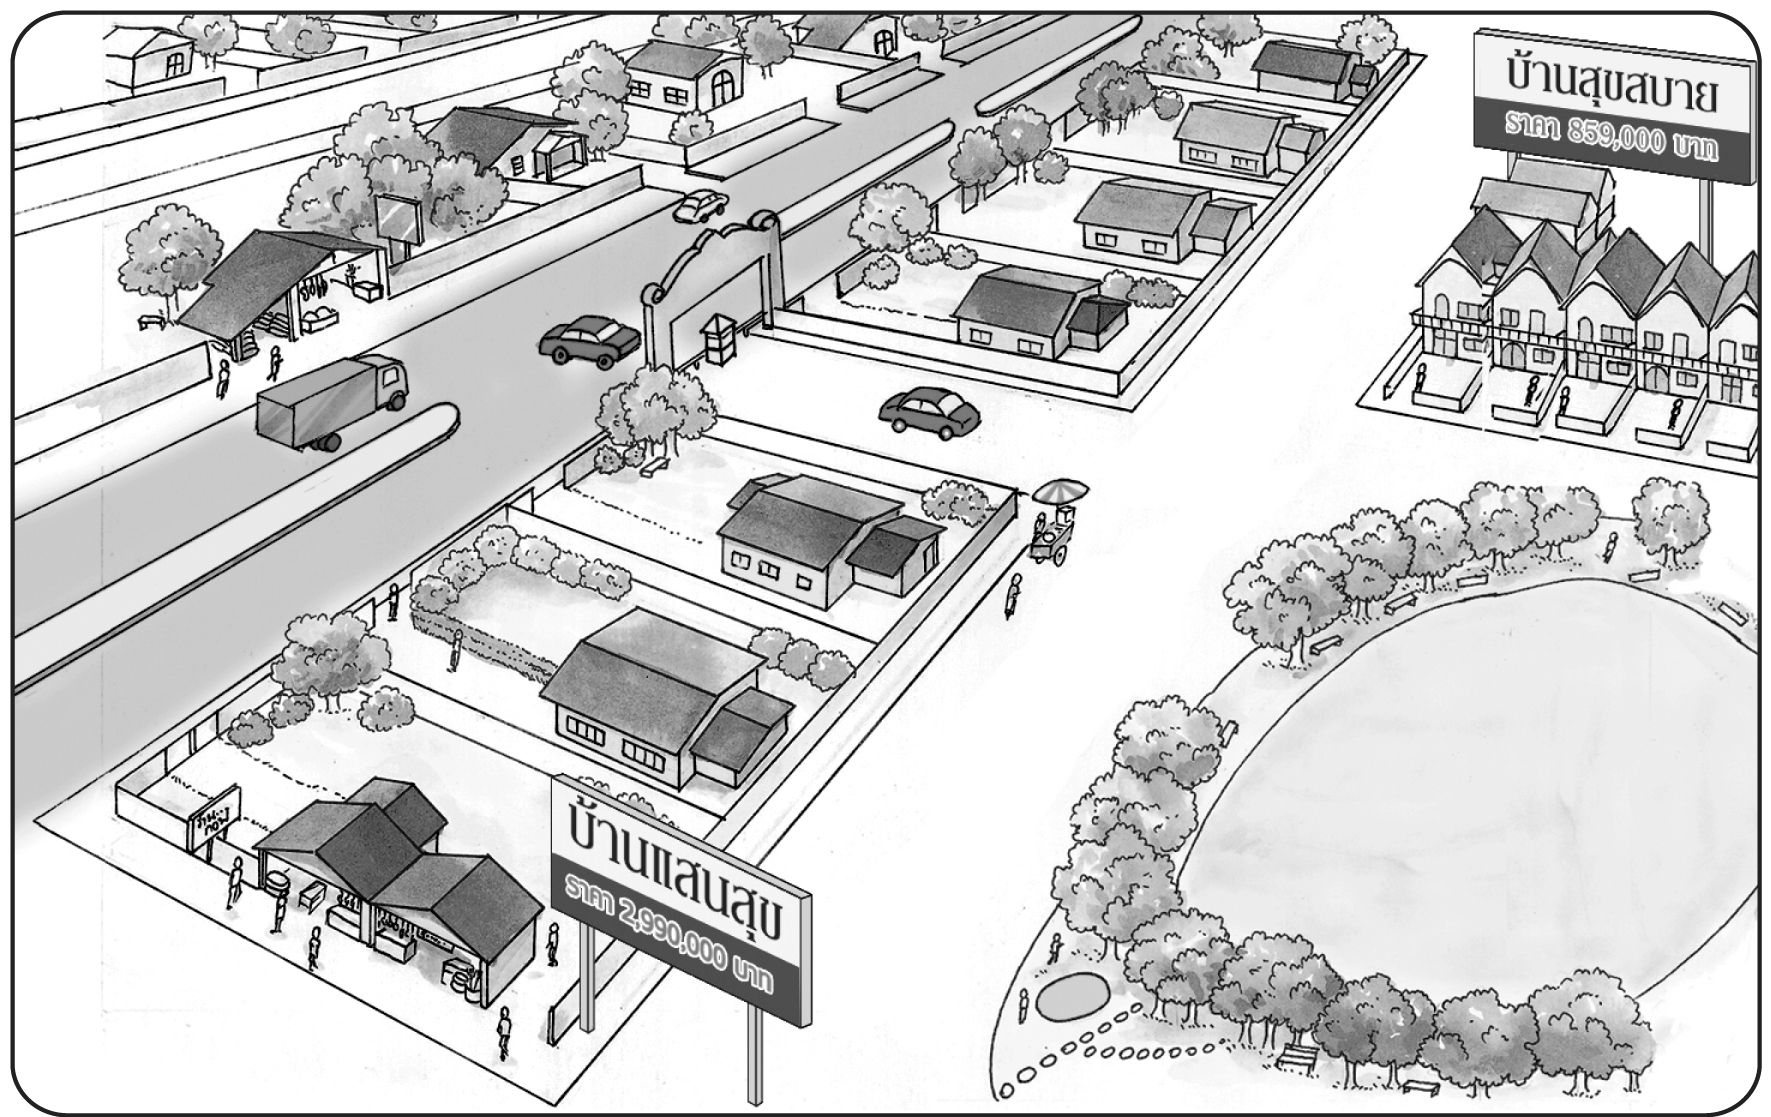 บ้านสุขสบาย
ราคา 859,000 บาท
บ้านแสนสุข
ราคา 2,990,000 บาท